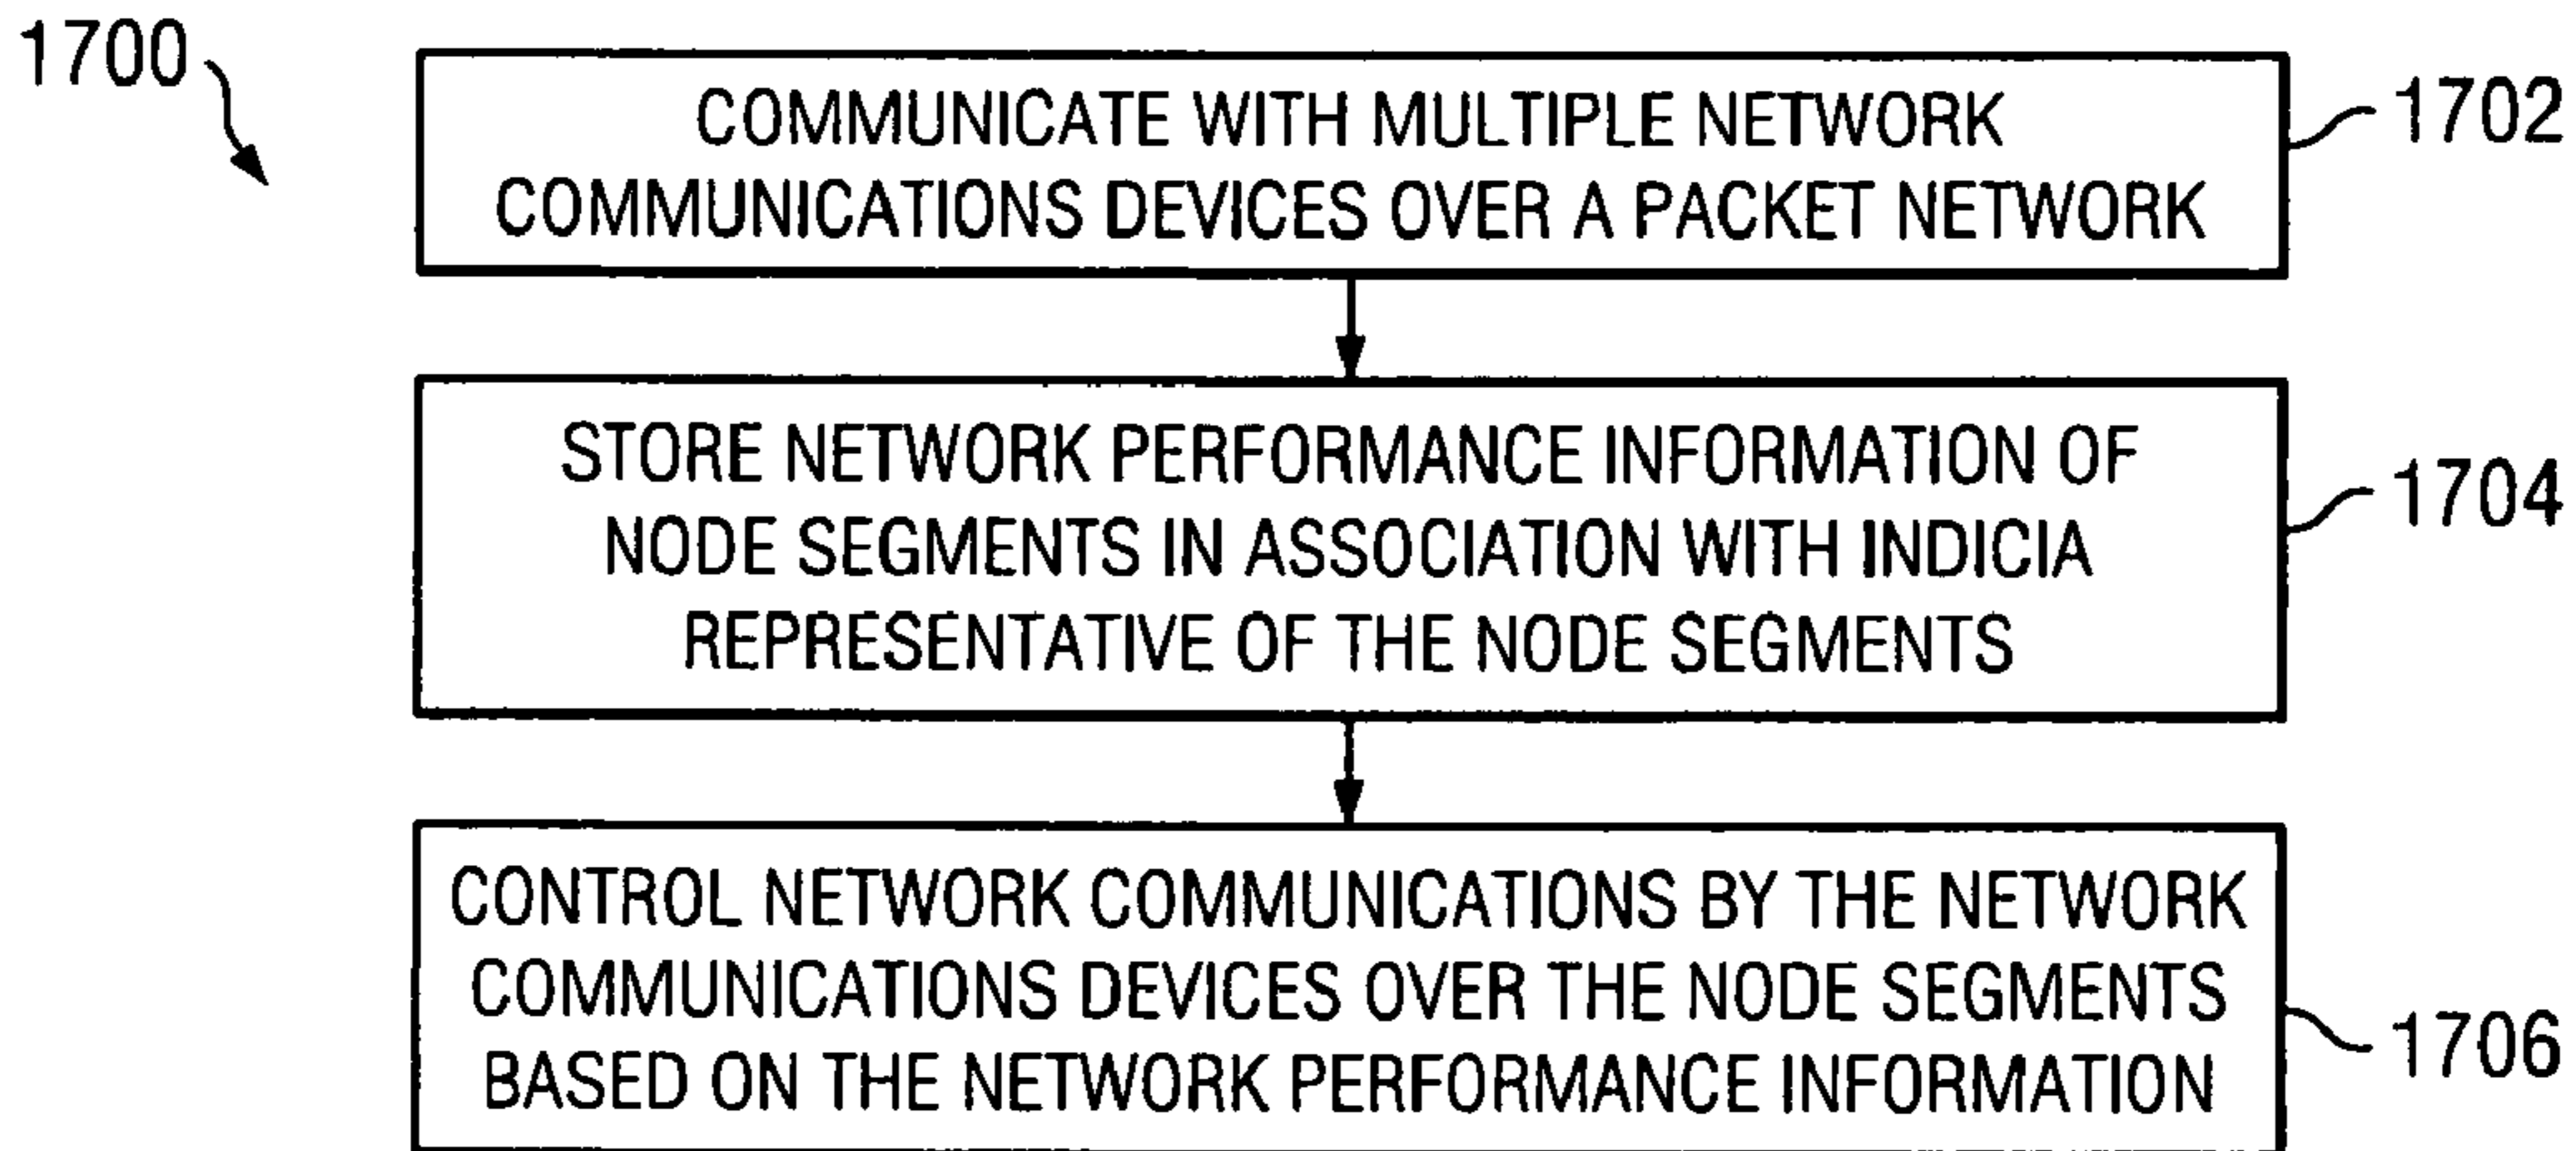 1700
COMMUNICATE WITH MULTIPLE NETWORK
COMMUNICATIONS DEVICES OVER A PACKET NETWORK
1702
STORE NETWORK PERFORMANCE INFORMATION OF
NODE SEGMENTS IN ASSOCIATION WITH INDICIA
REPRESENTATIVE OF THE NODE SEGMENTS
1704
CONTROL NETWORK COMMUNICATIONS BY THE NETWORK
COMMUNICATIONS DEVICES OVER THE NODE SEGMENTS
BASED ON THE NETWORK PERFORMANCE INFORMATION
1706